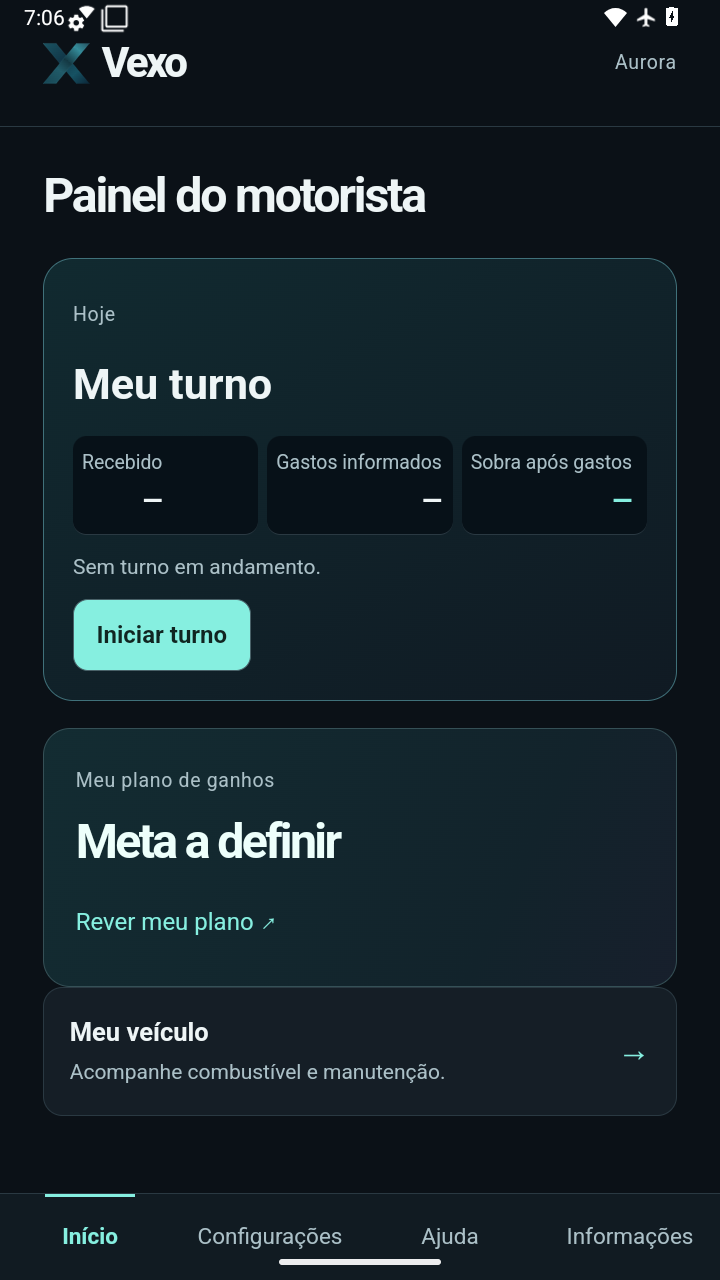 7:06
Vexo
Aurora
Painel do motorista
Hoje
Meu turno
Recebido
Gastos informados
Sobra após gastos
—
—
—
Sem turno em andamento.
Iniciar turno
Meu plano de ganhos
Meta a definir
Rever meu plano ↗
Meu veículo
Acompanhe combustível e manutenção.
→
Início
Configurações
Ajuda
Informações